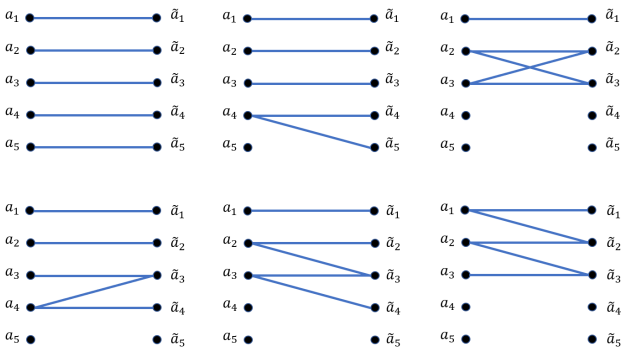 a₁ ã₁ a₁ ã₁ a₁ ã₁
a₂ ã₂ a₂ ã₂ a₂ ã₂
a₃ ã₃ a₃ ã₃ a₃ ã₃
a₄ ã₄ a₄ ã₄ a₄ ã₄
a₅ ã₅ a₅ ã₅ a₅ ã₅
a₁ ã₁ a₁ ã₁ a₁ ã₁
a₂ ã₂ a₂ ã₂ a₂ ã₂
a₃ ã₃ a₃ ã₃ a₃ ã₃
a₄ ã₄ a₄ ã₄ a₄ ã₄
a₅ ã₅ a₅ ã₅ a₅ ã₅